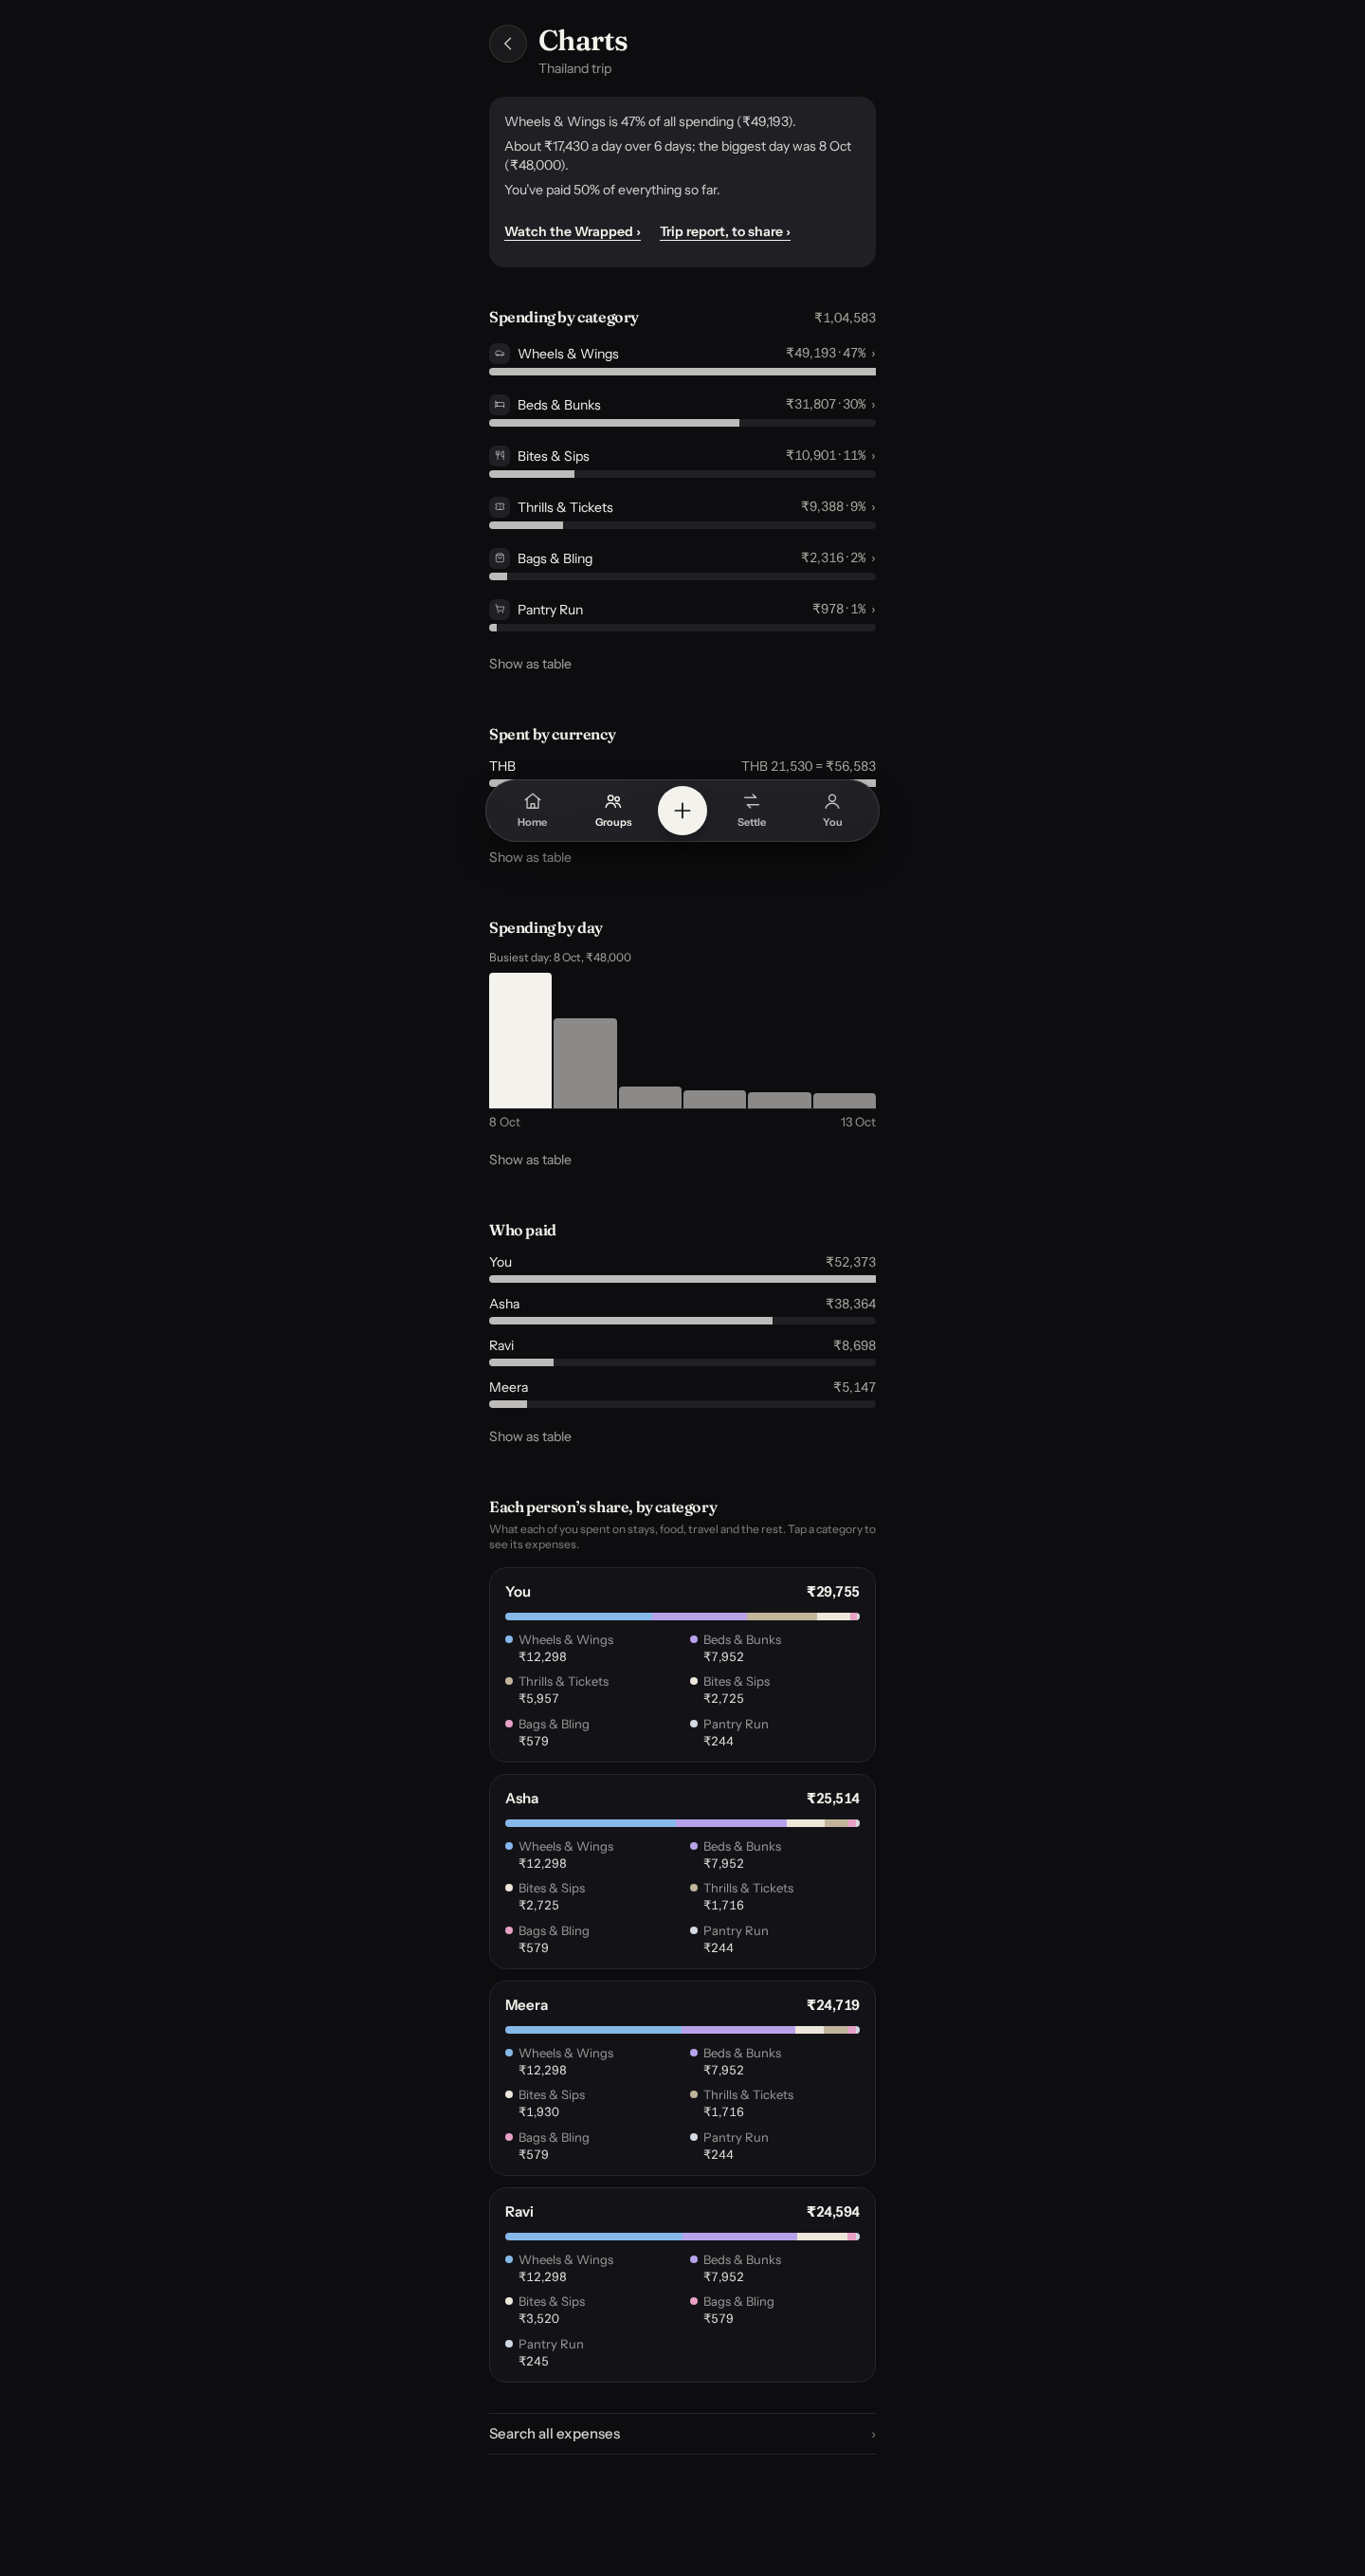 Charts
Thailand trip
Wheels & Wings is 47% of all spending (₹49,193).
About ₹17,430 a day over 6 days; the biggest day was 8 Oct
(₹48,000).
You’ve paid 50% of everything so far.
Watch the Wrapped › Trip report, to share ›
Spending by category ₹1,04,583
Wheels & Wings ₹49,193 · 47% ›
Beds & Bunks ₹31,807 · 30% ›
Bites & Sips ₹10,901 · 11% ›
Thrills & Tickets ₹9,388 · 9% ›
Bags & Bling ₹2,316 · 2% ›
Pantry Run ₹978 · 1% ›
Show as table
Spent by currency
THB THB 21,530 = ₹56,583
Home Groups Settle You
Show as table
Spending by day
Busiest day: 8 Oct, ₹48,000
8 Oct 13 Oct
Show as table
Who paid
You ₹52,373
Asha ₹38,364
Ravi ₹8,698
Meera ₹5,147
Show as table
Each person’s share, by category
What each of you spent on stays, food, travel and the rest. Tap a category to
see its expenses.
You ₹29,755
Wheels & Wings Beds & Bunks
₹12,298 ₹7,952
Thrills & Tickets Bites & Sips
₹5,957 ₹2,725
Bags & Bling Pantry Run
₹579 ₹244
Asha ₹25,514
Wheels & Wings Beds & Bunks
₹12,298 ₹7,952
Bites & Sips Thrills & Tickets
₹2,725 ₹1,716
Bags & Bling Pantry Run
₹579 ₹244
Meera ₹24,719
Wheels & Wings Beds & Bunks
₹12,298 ₹7,952
Bites & Sips Thrills & Tickets
₹1,930 ₹1,716
Bags & Bling Pantry Run
₹579 ₹244
Ravi ₹24,594
Wheels & Wings Beds & Bunks
₹12,298 ₹7,952
Bites & Sips Bags & Bling
₹3,520 ₹579
Pantry Run
₹245
Search all expenses ›